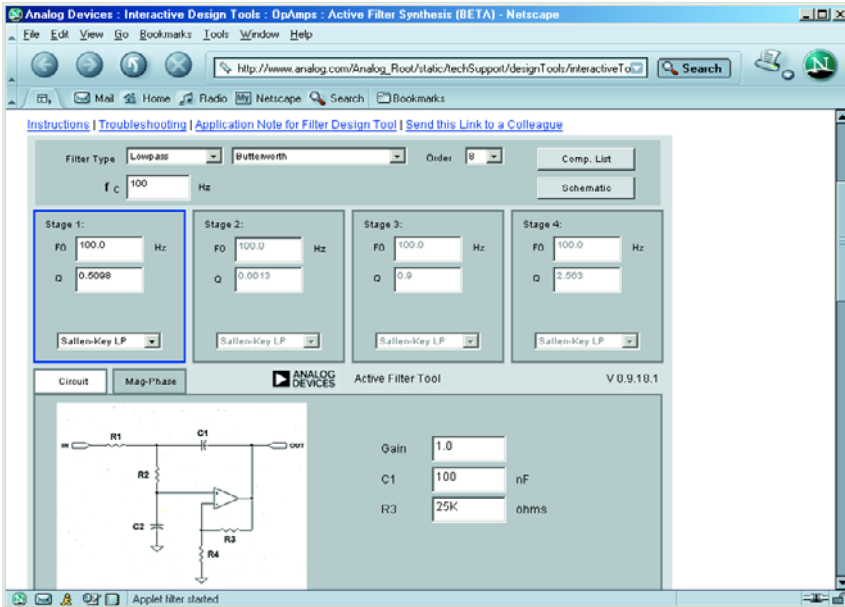 Analog Devices : Interactive Design Tools : OpAmps : Active Filter Synthesis (BETA) - Netscape
File Edit View Go Bookmarks Tools Window Help
http://www.analog.com/Analog_Root/static/techSupport/designTools/interactiveTo
Search
N
Mail Home Radio My Netscape Search Bookmarks
Instructions | Troubleshooting | Application Note for Filter Design Tool | Send this Link to a Colleague
Filter Type Lowpass Butterworth Order 8 Comp. List
f C 100 Hz Schematic
Stage 1: Stage 2: Stage 3: Stage 4:
F0 100.0 Hz F0 100.0 Hz F0 100.0 Hz F0 100.0 Hz
Q 0.5098 Q 0.6013 Q 0.9 Q 2.563
Sallen-Key LP Sallen-Key LP Sallen-Key LP Sallen-Key LP
Circuit Mag-Phase ANALOG DEVICES Active Filter Tool V 0.9.18.1
IN R1 C1 OUT
R2
C2
R3
R4
Gain 1.0
C1 100 nF
R3 25K ohms
Applet filter started